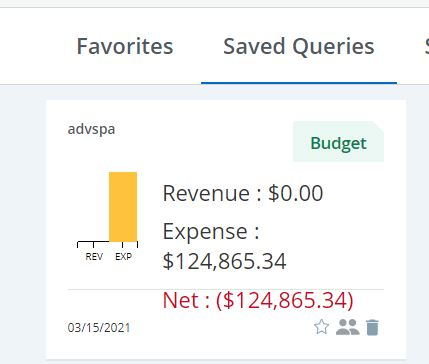 Favorites
Saved Queries
advspa
Budget
Revenue : $0.00
Expense :
$124,865.34
REV EXP
Net : ($124,865.34)
03/15/2021